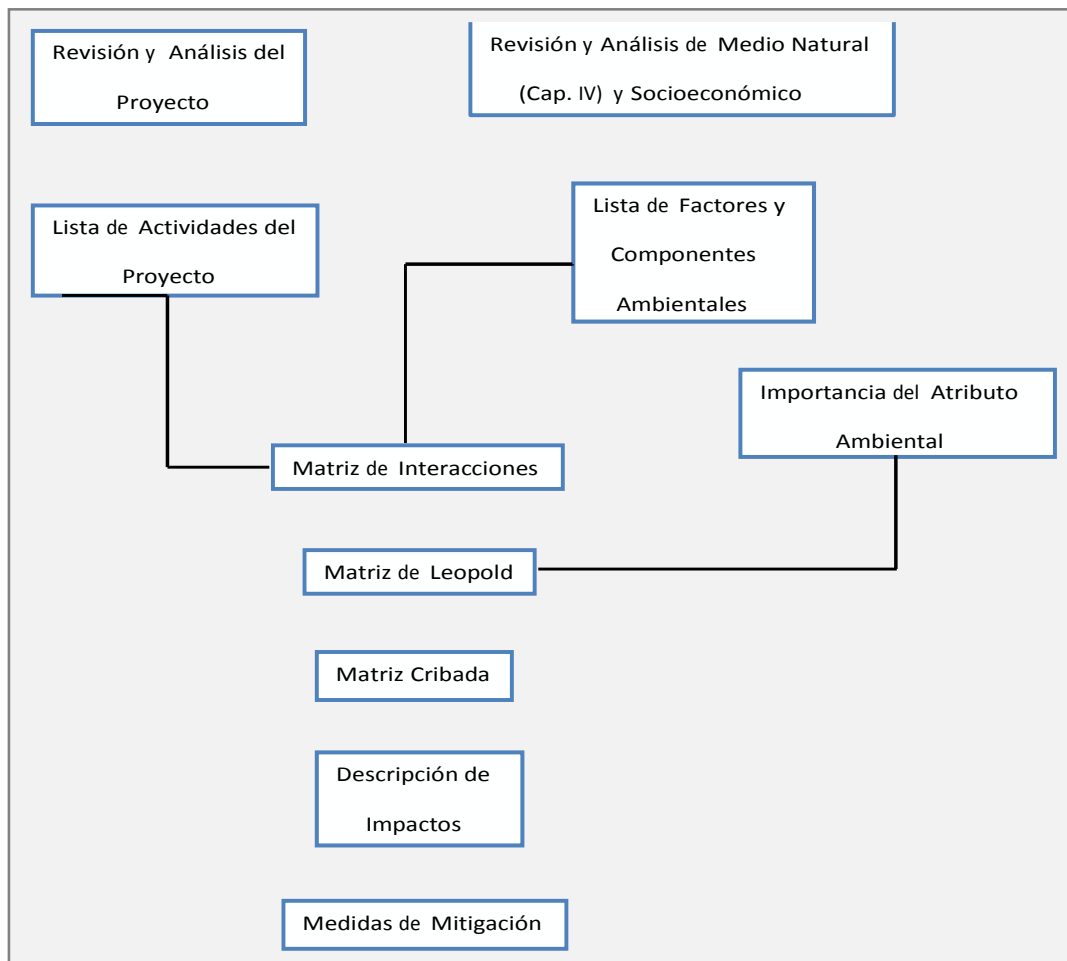 Revisión y Análisis del
Proyecto
Revisión y Análisis de Medio Natural
(Cap. IV) y Socioeconómico
Lista de Actividades del
Proyecto
Lista de Factores y
Componentes
Ambientales
Importancia del Atributo
Ambiental
Matriz de Interacciones
Matriz de Leopold
Matriz Cribada
Descripción de
Impactos
Medidas de Mitigación